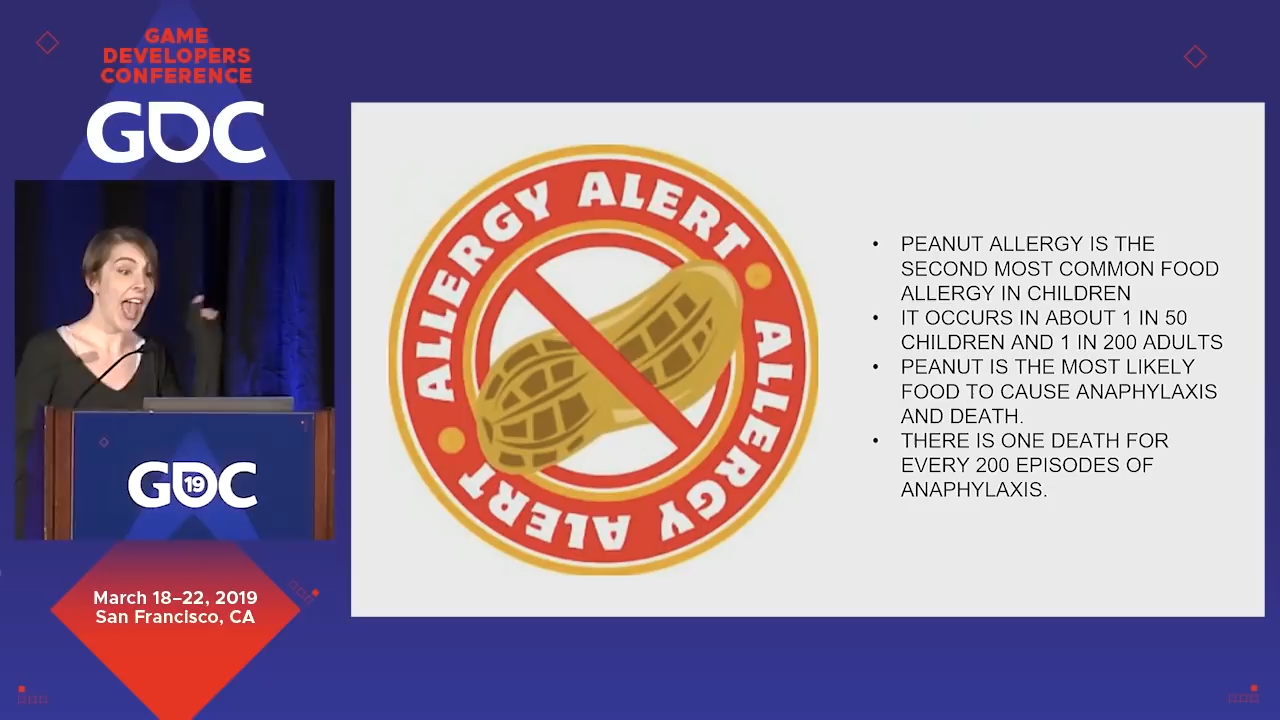 GAME
DEVELOPERS
CONFERENCE
GDC
ALLERGY ALERT
ALLERGY ALERT
• PEANUT ALLERGY IS THE
SECOND MOST COMMON FOOD
ALLERGY IN CHILDREN
• IT OCCURS IN ABOUT 1 IN 50
CHILDREN AND 1 IN 200 ADULTS
• PEANUT IS THE MOST LIKELY
FOOD TO CAUSE ANAPHYLAXIS
AND DEATH.
• THERE IS ONE DEATH FOR
EVERY 200 EPISODES OF
ANAPHYLAXIS.
GDC 19
March 18–22, 2019
San Francisco, CA